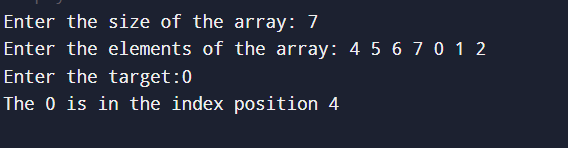 Enter the size of the array: 7
Enter the elements of the array: 4 5 6 7 0 1 2
Enter the target:0
The 0 is in the index position 4